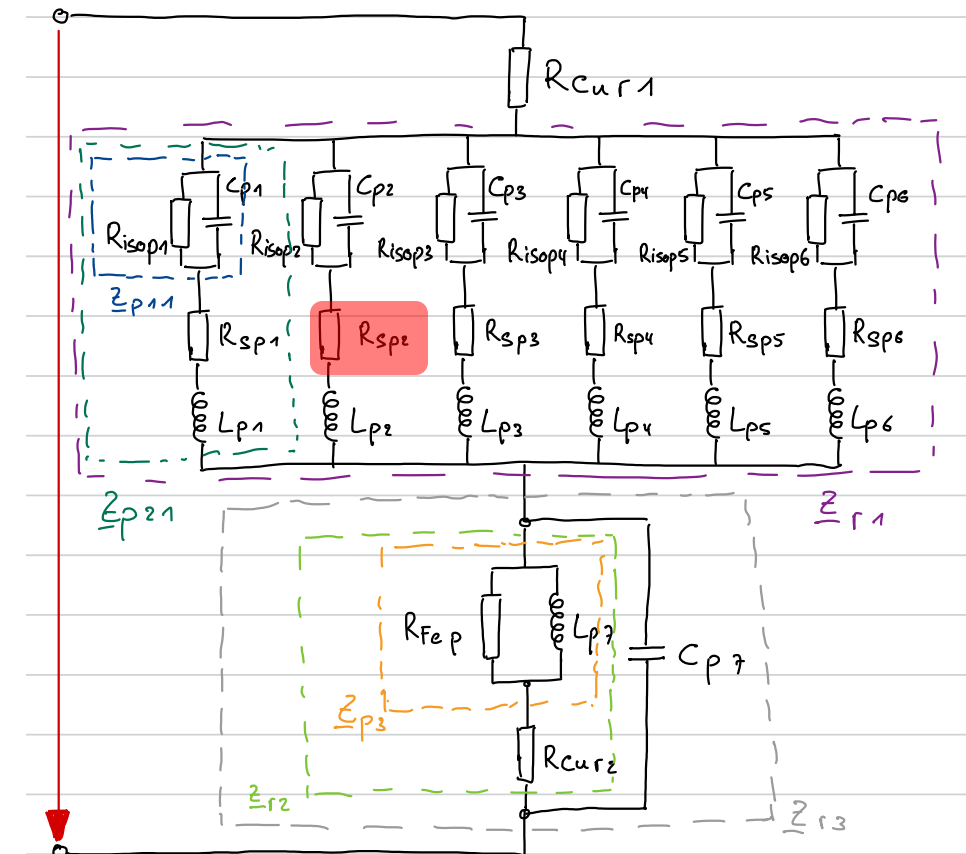 Rcur1
Cp1 Cp2 Cp3 Cp4 Cp5 Cp6
Risop1 Risop2 Risop3 Risop4 Risop5 Risop6
Zp11
Rsp1 Rsp2 Rsp3 Rsp4 Rsp5 Rsp6
Lp1 Lp2 Lp3 Lp4 Lp5 Lp6
Zp21 Zr1
RFep Lp7 Cp7
Zp3
Rcur2
Zr2
Zr3